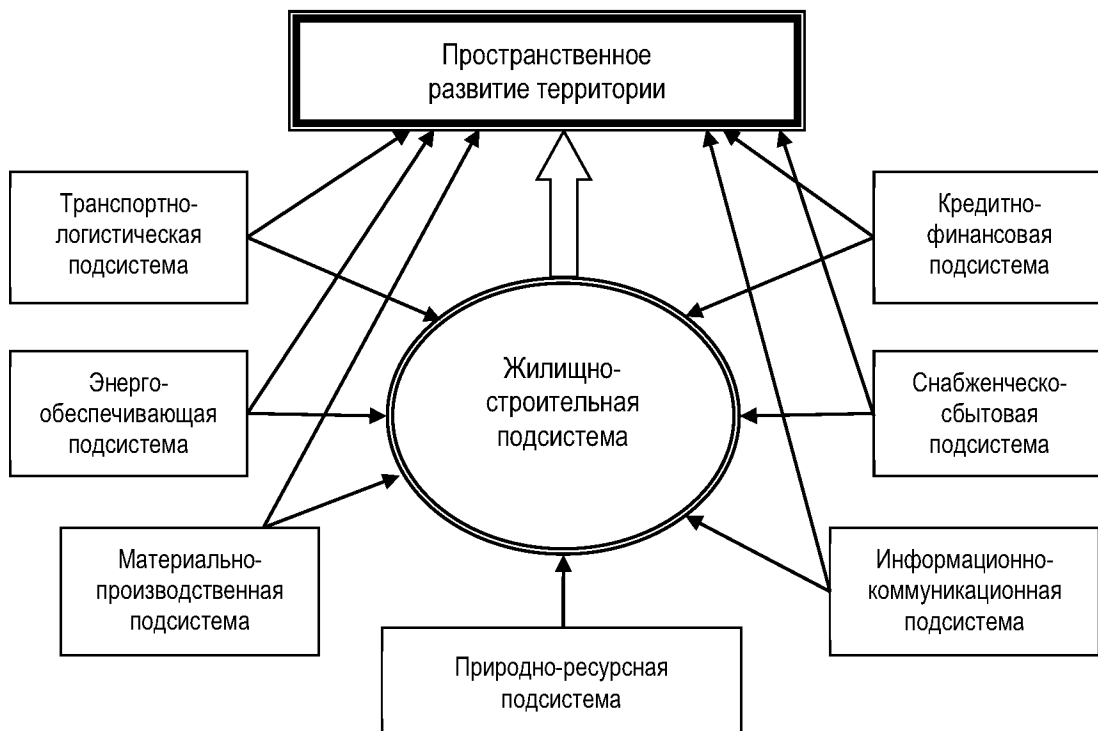 Пространственное
развитие территории
Транспортно-
логистическая
подсистема
Кредитно-
финансовая
подсистема
Энерго-
обеспечивающая
подсистема
Жилищно-
строительная
подсистема
Снабженческо-
сбытовая
подсистема
Материально-
производственная
подсистема
Информационно-
коммуникационная
подсистема
Природно-ресурсная
подсистема